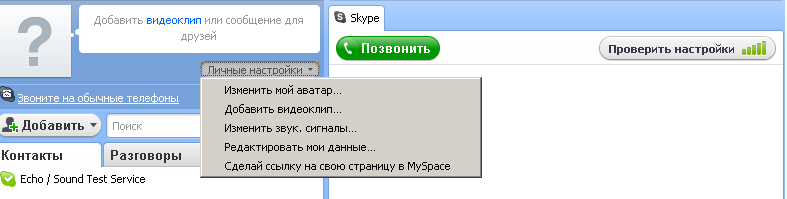 Добавить видеоклип или сообщение для
друзей
Личные настройки
Звоните на обычные телефоны
Добавить
Поиск
Контакты
Разговоры
Echo / Sound Test Service
Изменить мой аватар...
Добавить видеоклип...
Изменить звук. сигналы...
Редактировать мои данные...
Сделай ссылку на свою страницу в MySpace
Skype
Позвонить
Проверить настройки